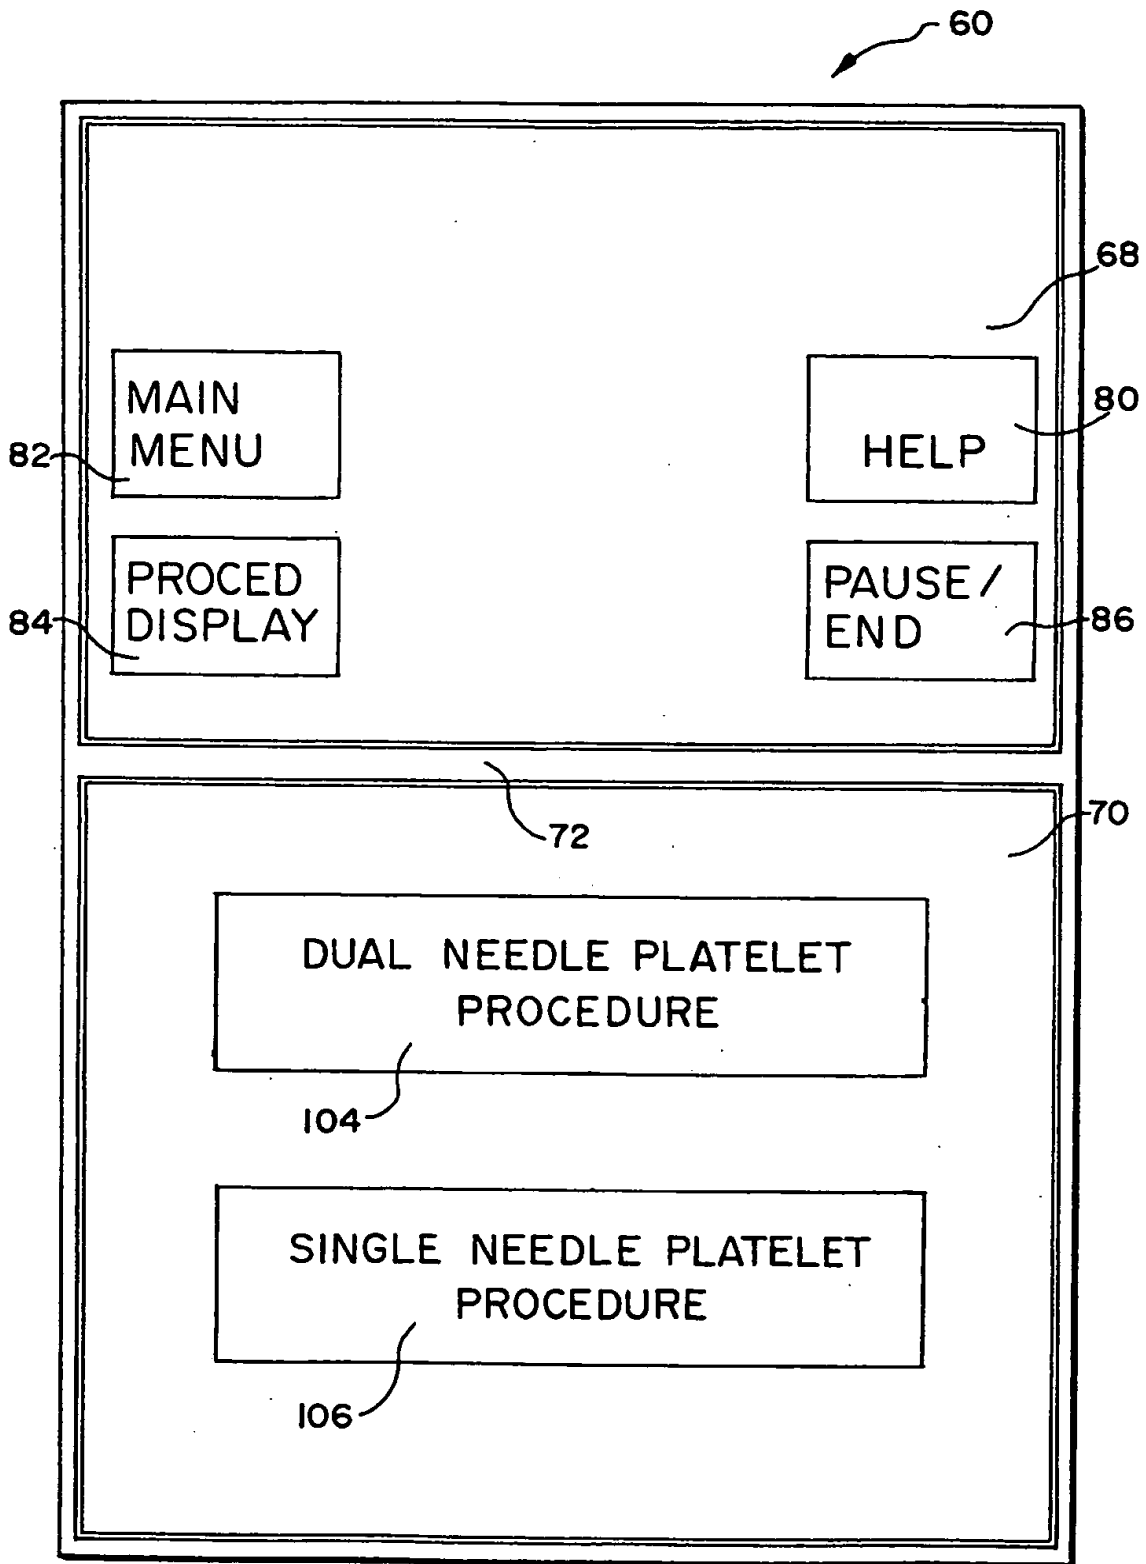 60
68
MAIN
MENU
82
HELP
80
PROCED
DISPLAY
84
PAUSE/
END
86
72
70
DUAL NEEDLE PLATELET
PROCEDURE
104
SINGLE NEEDLE PLATELET
PROCEDURE
106